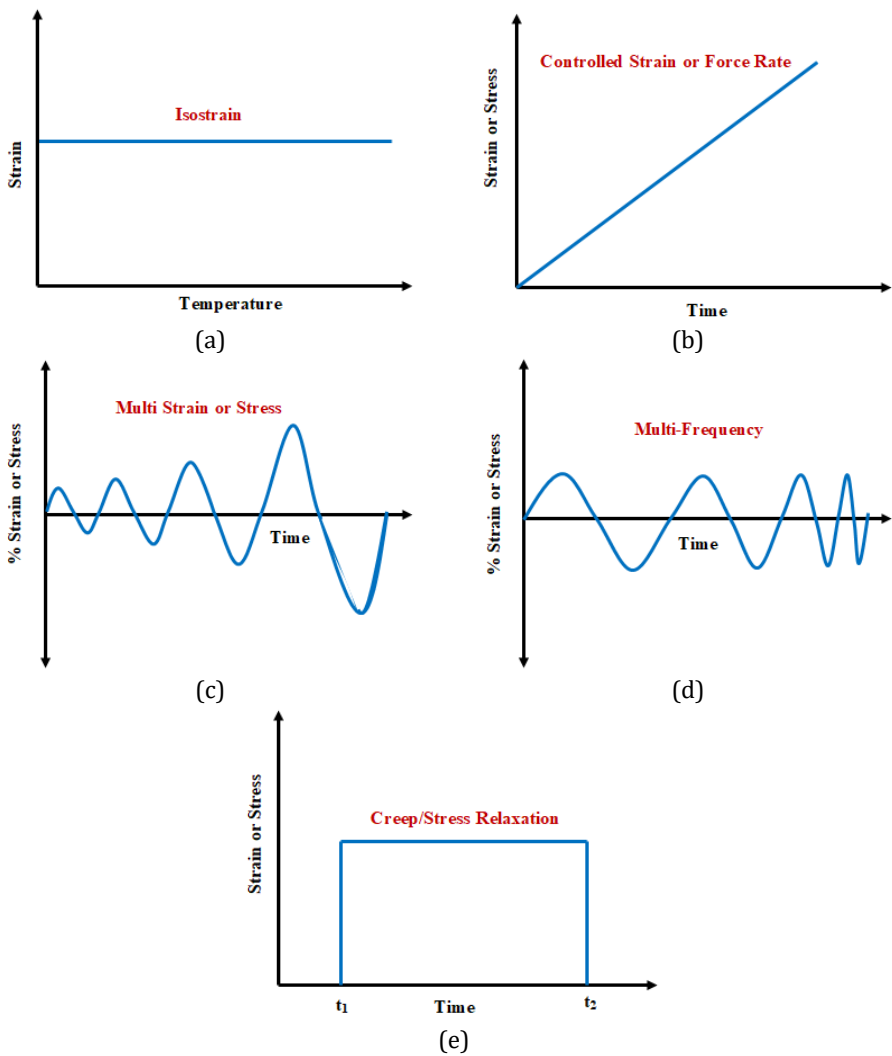 Strain
Isostrain
Temperature
(a)
Strain or Stress
Controlled Strain or Force Rate
Time
(b)
% Strain or Stress
Multi Strain or Stress
Time
(c)
% Strain or Stress
Multi-Frequency
Time
(d)
Strain or Stress
Creep/Stress Relaxation
t₁
Time
t₂
(e)